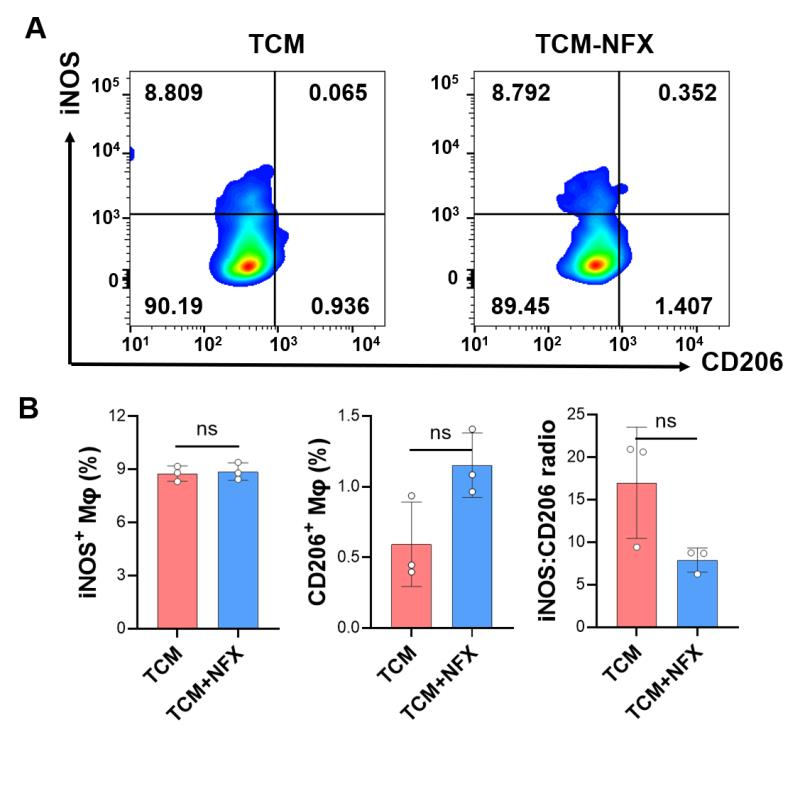 A
TCM
TCM-NFX
iNOS
10⁵
8.809
0.065
10⁴
10³
0
90.19
0.936
10¹
10²
10³
10⁴
10⁵
8.792
0.352
10⁴
10³
0
89.45
1.407
10¹
10²
10³
10⁴
CD206
B
iNOS⁺ Mφ (%)
12
9
6
3
0
ns
TCM
TCM+NFX
CD206⁺ Mφ (%)
1.5
1.0
0.5
0.0
ns
TCM
TCM+NFX
iNOS:CD206 radio
25
20
15
10
5
0
ns
TCM
TCM+NFX